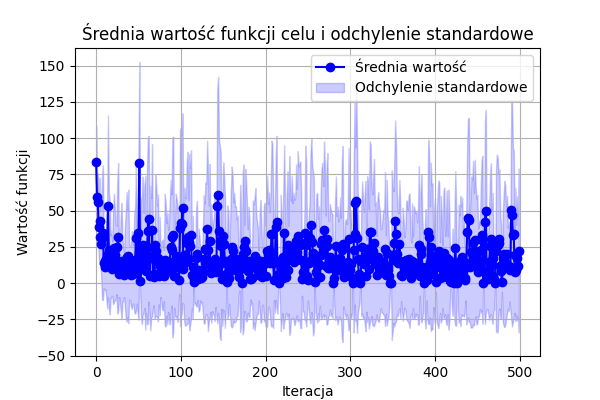 Średnia wartość funkcji celu i odchylenie standardowe
Średnia wartość
Odchylenie standardowe
Wartość funkcji
150
125
100
75
50
25
0
−25
−50
0 100 200 300 400 500
Iteracja